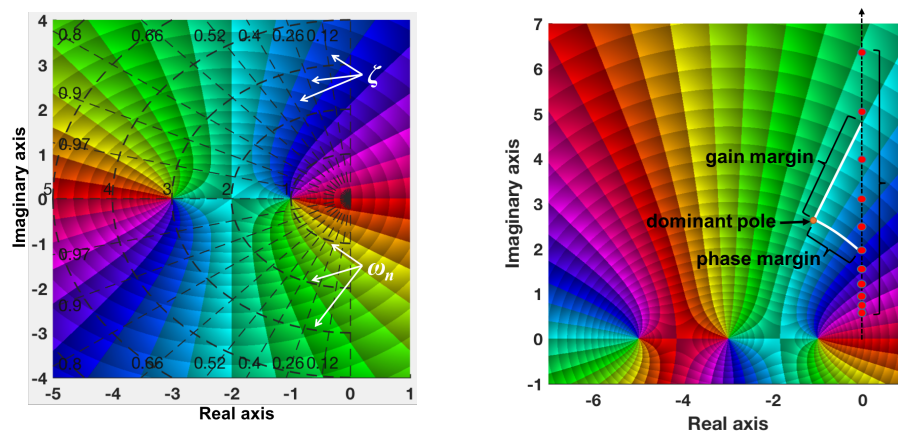 4
3
2
1
0
-1
-2
-3
-4
Imaginary axis
0.8 0.66 0.52 0.4 0.26 0.12
0.9
0.97
5 4 3 2
0.97
0.9
0.8 0.66 0.52 0.4 0.26 0.12
ζ
ωn
-5 -4 -3 -2 -1 0 1
Real axis
7
6
5
4
3
2
1
0
-1
Imaginary axis
gain margin
dominant pole
phase margin
-6 -4 -2 0
Real axis